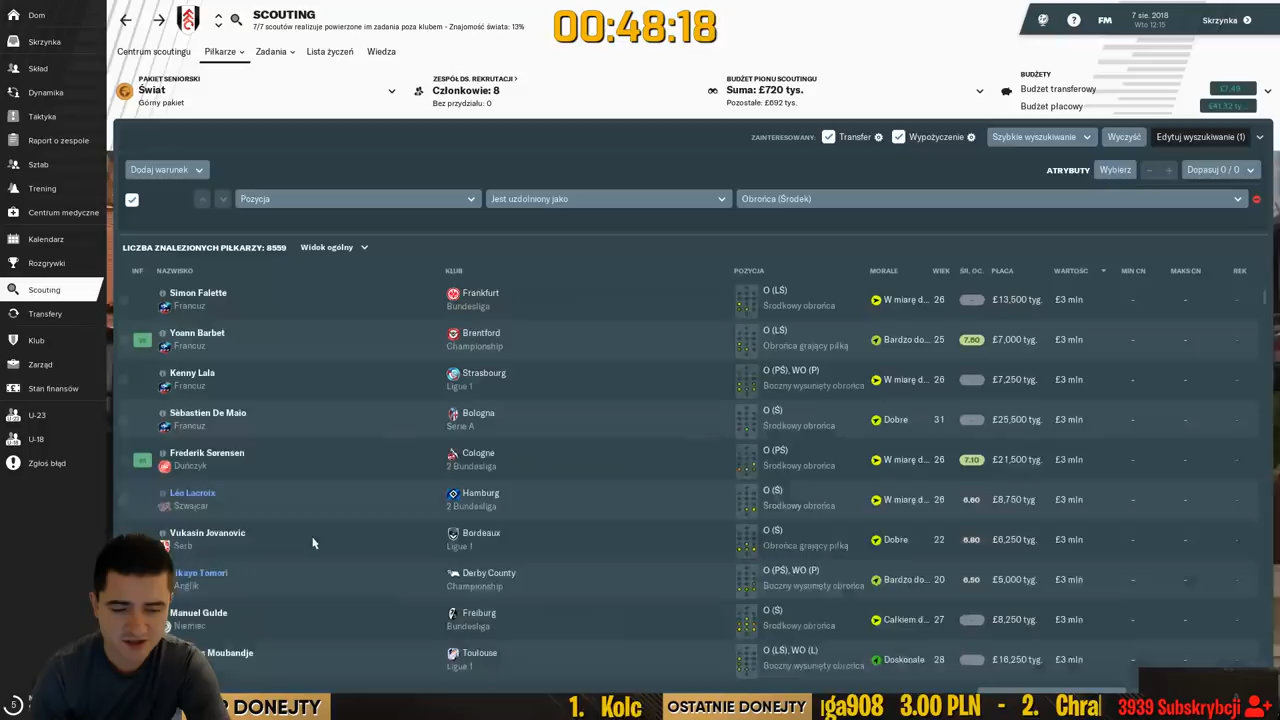 Dom
Skrzynka
Dynamika
Taktyka
Raport o zespole
Sztab
Trening
Centrum medyczne
Kalendarz
Rozgrywki
Scouting
Transfery
Klub
Zarząd
Stan finansów
U-23
U-18
Zgłoś błąd
SCOUTING
7/7 scoutów realizuje powierzone im zadania poza klubem - Znajomość świata: 13%
00:48:18
FM
7 sie. 2018
Wto 12:15
Skrzynka
Centrum scoutingu
Piłkarze
Zadania
Lista życzeń
Wiedza
PAKIET SENIORSKI
Świat
Górny pakiet
ZESPÓŁ DS. REKRUTACJI >
Członkowie: 8
Bez przydziału: 0
BUDŻET PIONU SCOUTINGU
Suma: £720 tys.
Pozostałe: £692 tys.
BUDŻETY
Budżet transferowy
Budżet płacowy
ZAINTERESOWANY:
Transfer
Wypożyczenie
Szybkie wyszukiwanie
Wyczyść
Edytuj wyszukiwanie (1)
Dodaj warunek
ATRYBUTY
Wybierz
Dopasuj 0 / 0
Pozycja
Jest uzdolniony jako
Obrońca (Środek)
LICZBA ZNALEZIONYCH PIŁKARZY: 8559
Widok ogólny
INF NAZWISKO KLUB POZYCJA MORALE WIEK ŚR. OC. PŁACA WARTOŚĆ MIN CN MAKS CN REK
Simon Falette Frankfurt O (LŚ) W miarę d... 26 - £13,500 tyg. £3 mln - - -
Francuz Bundesliga Środkowy obrońca
Yoann Barbet Brentford O (LŚ) Bardzo do... 25 7.60 £7,000 tyg. £3 mln - - -
Francuz Championship Obrońca grający piłką
Kenny Lala Strasbourg O (PŚ), WO (P) W miarę d... 26 - £7,250 tyg. £3 mln - - -
Francuz Ligue 1 Boczny wysunięty obrońca
Sébastien De Maio Bologna O (Ś) Dobre 31 - £25,500 tyg. £3 mln - - -
Francuz Serie A Środkowy obrońca
Frederik Sørensen Cologne O (PŚ) W miarę d... 26 7.10 £21,500 tyg. £3 mln - - -
Duńczyk 2 Bundesliga Środkowy obrońca
Léo Lacroix Hamburg O (Ś) W miarę d... 26 6.60 £8,750 tyg £3 mln - - -
Szwajcar 2 Bundesliga Środkowy obrońca
Vukasin Jovanovic Bordeaux O (Ś) Dobre 22 6.80 £6,250 tyg. £3 mln - - -
Serb Ligue 1 Obrońca grający piłką
ikayo Tomori Derby County O (PŚ), WO (P) Bardzo do... 20 6.50 £5,000 tyg. £3 mln - - -
Anglik Championship Boczny wysunięty obrońca
Manuel Gulde Freiburg O (Ś) Całkiem d... 27 - £8,250 tyg. £3 mln - - -
Niemiec Bundesliga Środkowy obrońca
Moubandje Toulouse O (LŚ), WO (L) Doskonałe 28 £16,250 tyg. £3 mln - - -
Ligue 1 Boczny wysunięty obrońca
P DONEJTY
1. Kolc
OSTATNIE DONEJTY
ga908 3.00 PLN - 2. Chra
3939 Subskrybcji